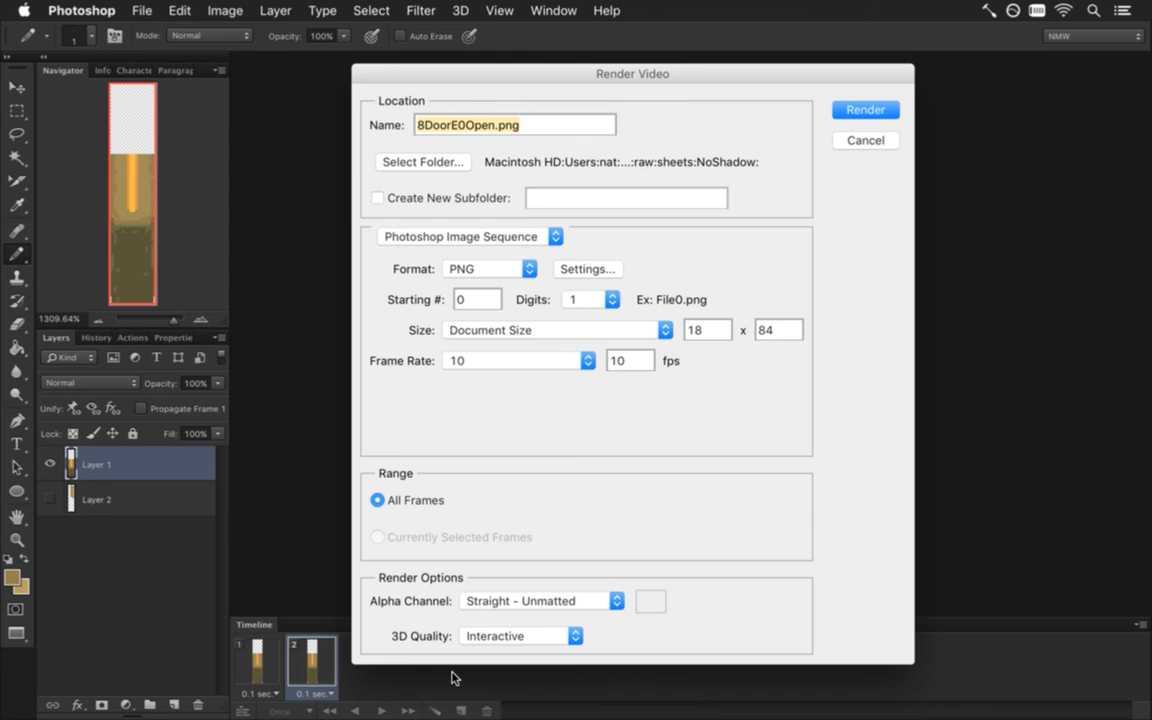 Photoshop File Edit Image Layer Type Select Filter 3D View Window Help
1 Mode: Normal Opacity: 100% Auto Erase NMW
Navigator Info Characte Paragrap
1309.64%
Layers History Actions Propertie
Kind
Normal Opacity: 100%
Unify: Propagate Frame 1
Lock: Fill: 100%
Layer 1
Layer 2
Render Video
Location
Name: 8DoorE0Open.png
Select Folder... Macintosh HD:Users:nat:...:raw:sheets:NoShadow:
Create New Subfolder:
Render
Cancel
Photoshop Image Sequence
Format: PNG Settings...
Starting #: 0 Digits: 1 Ex: File0.png
Size: Document Size 18 x 84
Frame Rate: 10 10 fps
Range
All Frames
Currently Selected Frames
Render Options
Alpha Channel: Straight - Unmatted
3D Quality: Interactive
Timeline
1 2
0.1 sec. 0.1 sec.
Once